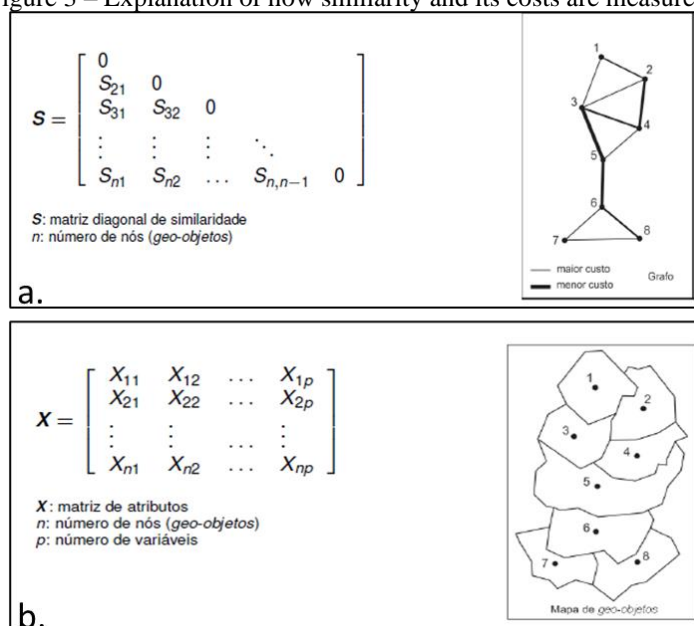 igure 3 – Explanation of how similarity and its costs are measure
S =
0
S21 0
S31 S32 0
⋮ ⋮ ⋮ ⋱
Sn1 Sn2 … Sn,n−1 0
S: matriz diagonal de similaridade
n: número de nós (geo-objetos)
a.
1
2
3
4
5
6
7
8
maior custo
menor custo
Grafo
X =
X11 X12 … X1p
X21 X22 … X2p
⋮ ⋮ … ⋮
Xn1 Xn2 … Xnp
X: matriz de atributos
n: número de nós (geo-objetos)
p: número de variáveis
b.
1
2
3
4
5
6
7
8
Mapa de geo-objetos